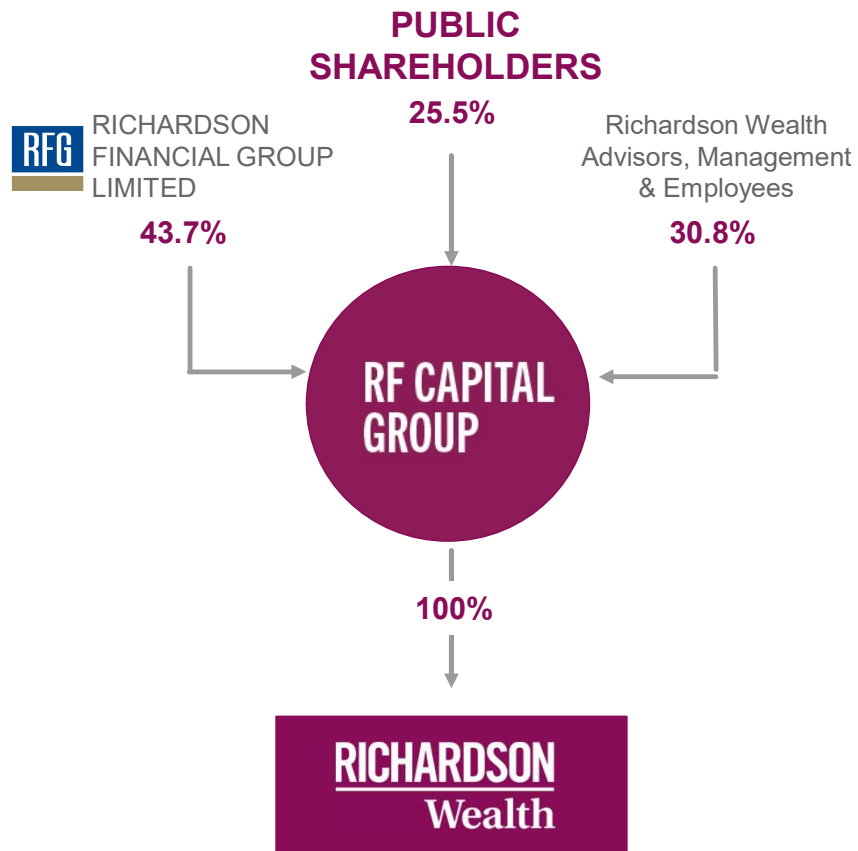 PUBLIC
SHAREHOLDERS
25.5%
RFG
RICHARDSON
FINANCIAL GROUP
LIMITED
43.7%
Richardson Wealth
Advisors, Management
& Employees
30.8%
RF CAPITAL
GROUP
100%
RICHARDSON
Wealth